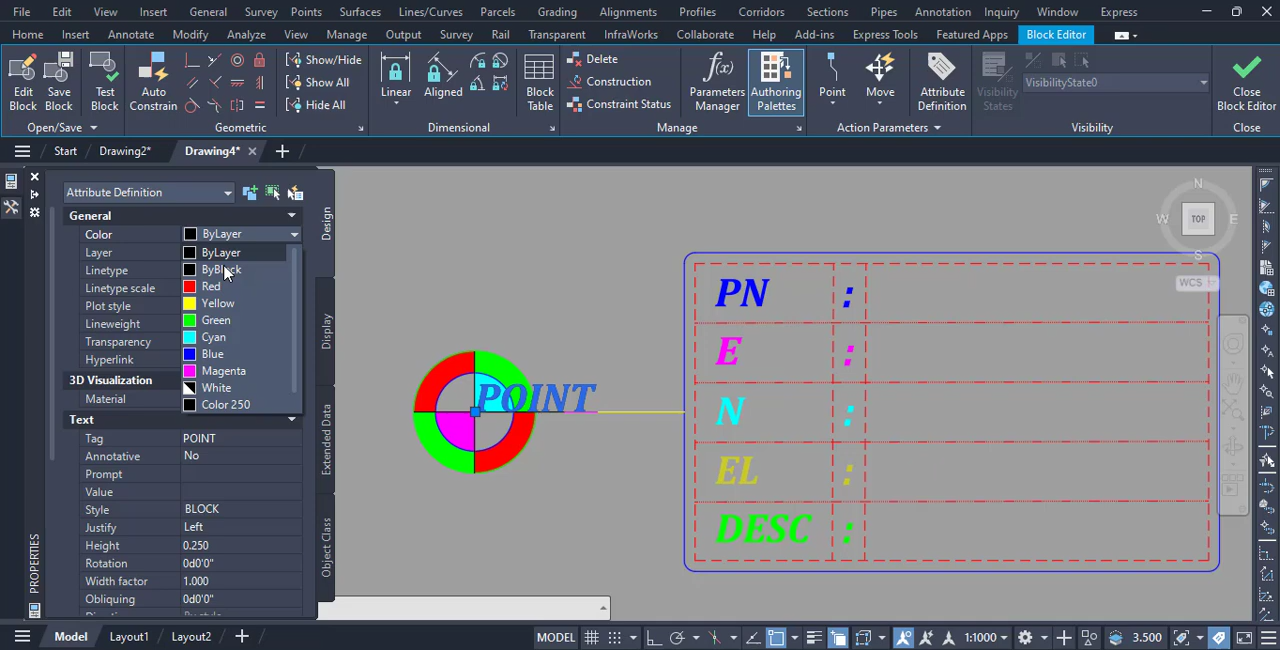 File Edit View Insert General Survey Points Surfaces Lines/Curves Parcels Grading Alignments Profiles Corridors Sections Pipes Annotation Inquiry Window Express
Home Insert Annotate Modify Analyze View Manage Output Survey Rail Transparent InfraWorks Collaborate Help Add-ins Express Tools Featured Apps Block Editor
Edit Block
Save Block
Test Block
Auto Constrain
Show/Hide
Show All
Hide All
Linear
Aligned
Block Table
Delete
Construction
Constraint Status
Parameters Manager
Authoring Palettes
Point
Move
Attribute Definition
Visibility States
VisibilityState0
Close Block Editor
Open/Save
Geometric
Dimensional
Manage
Action Parameters
Visibility
Close
Start Drawing2* Drawing4*
Attribute Definition
General
Color ByLayer
Layer ByLayer
Linetype ByBlock
Linetype scale Red
Plot style Yellow
Lineweight Green
Transparency Cyan
Hyperlink Blue
3D Visualization Magenta
Material White
Color 250
Text
Tag POINT
Annotative No
Prompt
Value
Style BLOCK
Justify Left
Height 0.250
Rotation 0d0'0"
Width factor 1.000
Obliquing 0d0'0"
Design
Display
Extended Data
Object Class
PROPERTIES
POINT
PN :
E :
N :
EL :
DESC :
N
W TOP E
S
WCS
Model Layout1 Layout2
MODEL 1:1000 3.500